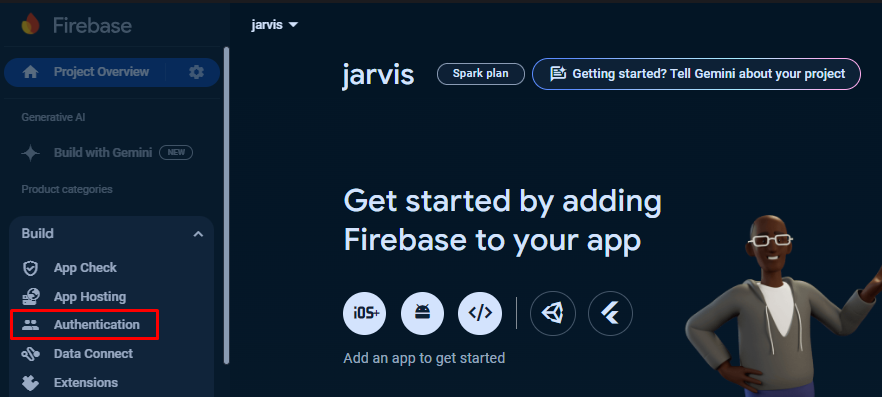 Firebase
Project Overview
Generative AI
Build with Gemini NEW
Product categories
Build
App Check
App Hosting
Authentication
Data Connect
Extensions
jarvis
jarvis
Spark plan
Getting started? Tell Gemini about your project
Get started by adding
Firebase to your app
iOS+
Add an app to get started